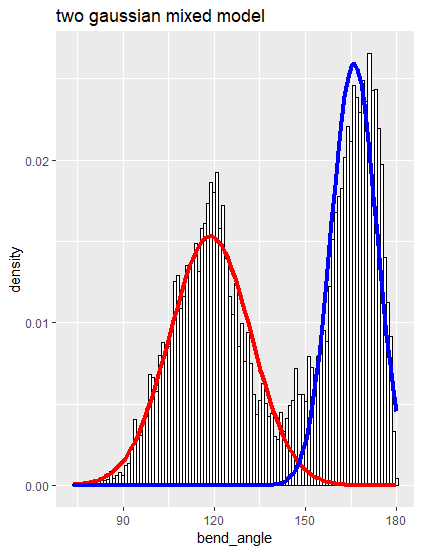 two gaussian mixed model
density
0.02
0.01
0.00
90 120 150 180
bend_angle